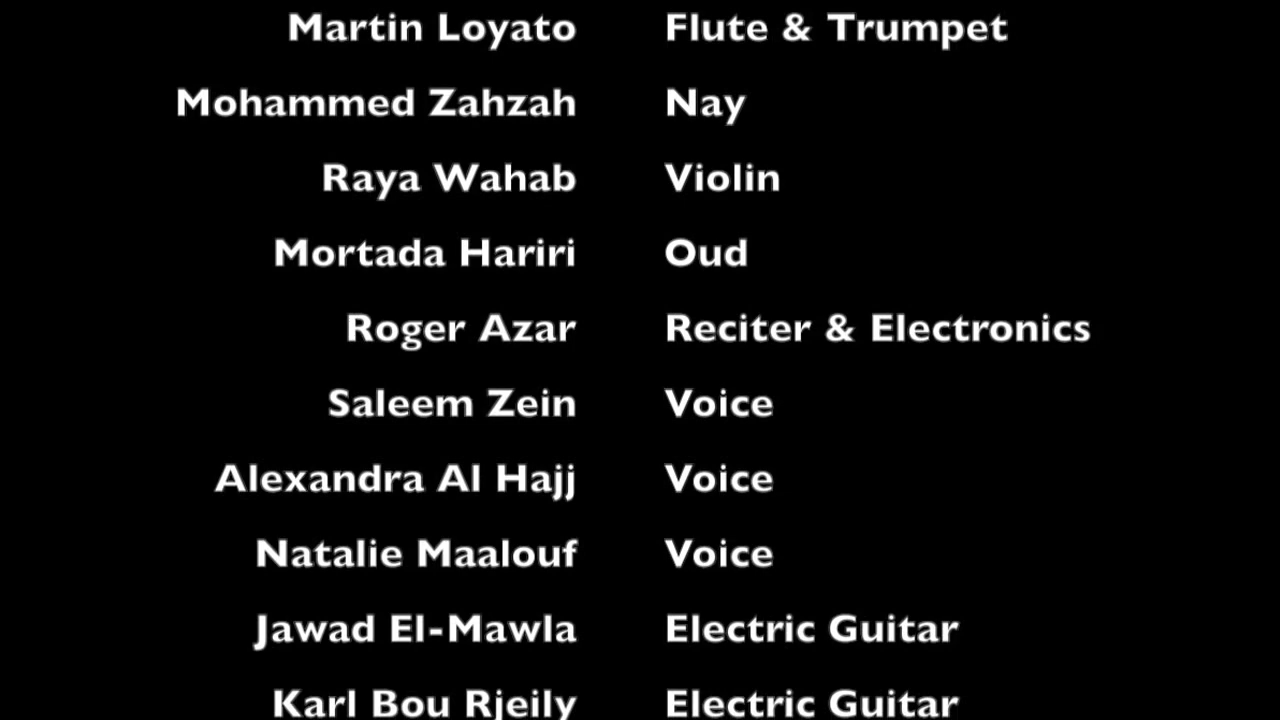 Martin Loyato Flute & Trumpet
Mohammed Zahzah Nay
Raya Wahab Violin
Mortada Hariri Oud
Roger Azar Reciter & Electronics
Saleem Zein Voice
Alexandra Al Hajj Voice
Natalie Maalouf Voice
Jawad El-Mawla Electric Guitar
Karl Bou Rjeily Electric Guitar